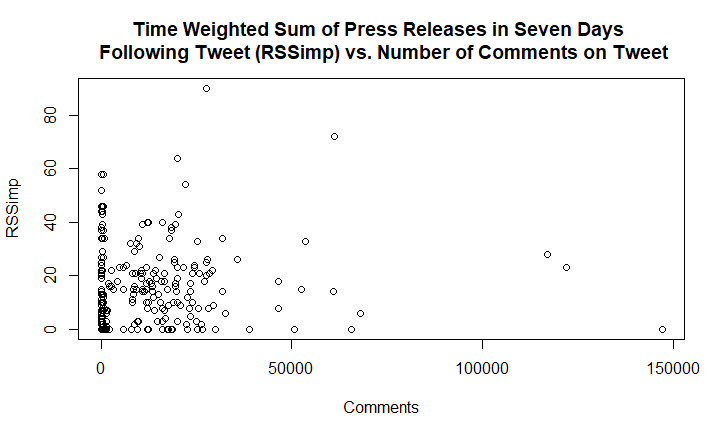 Time Weighted Sum of Press Releases in Seven Days
Following Tweet (RSSimp) vs. Number of Comments on Tweet
RSSimp
80
60
40
20
0
0 50000 100000 150000
Comments